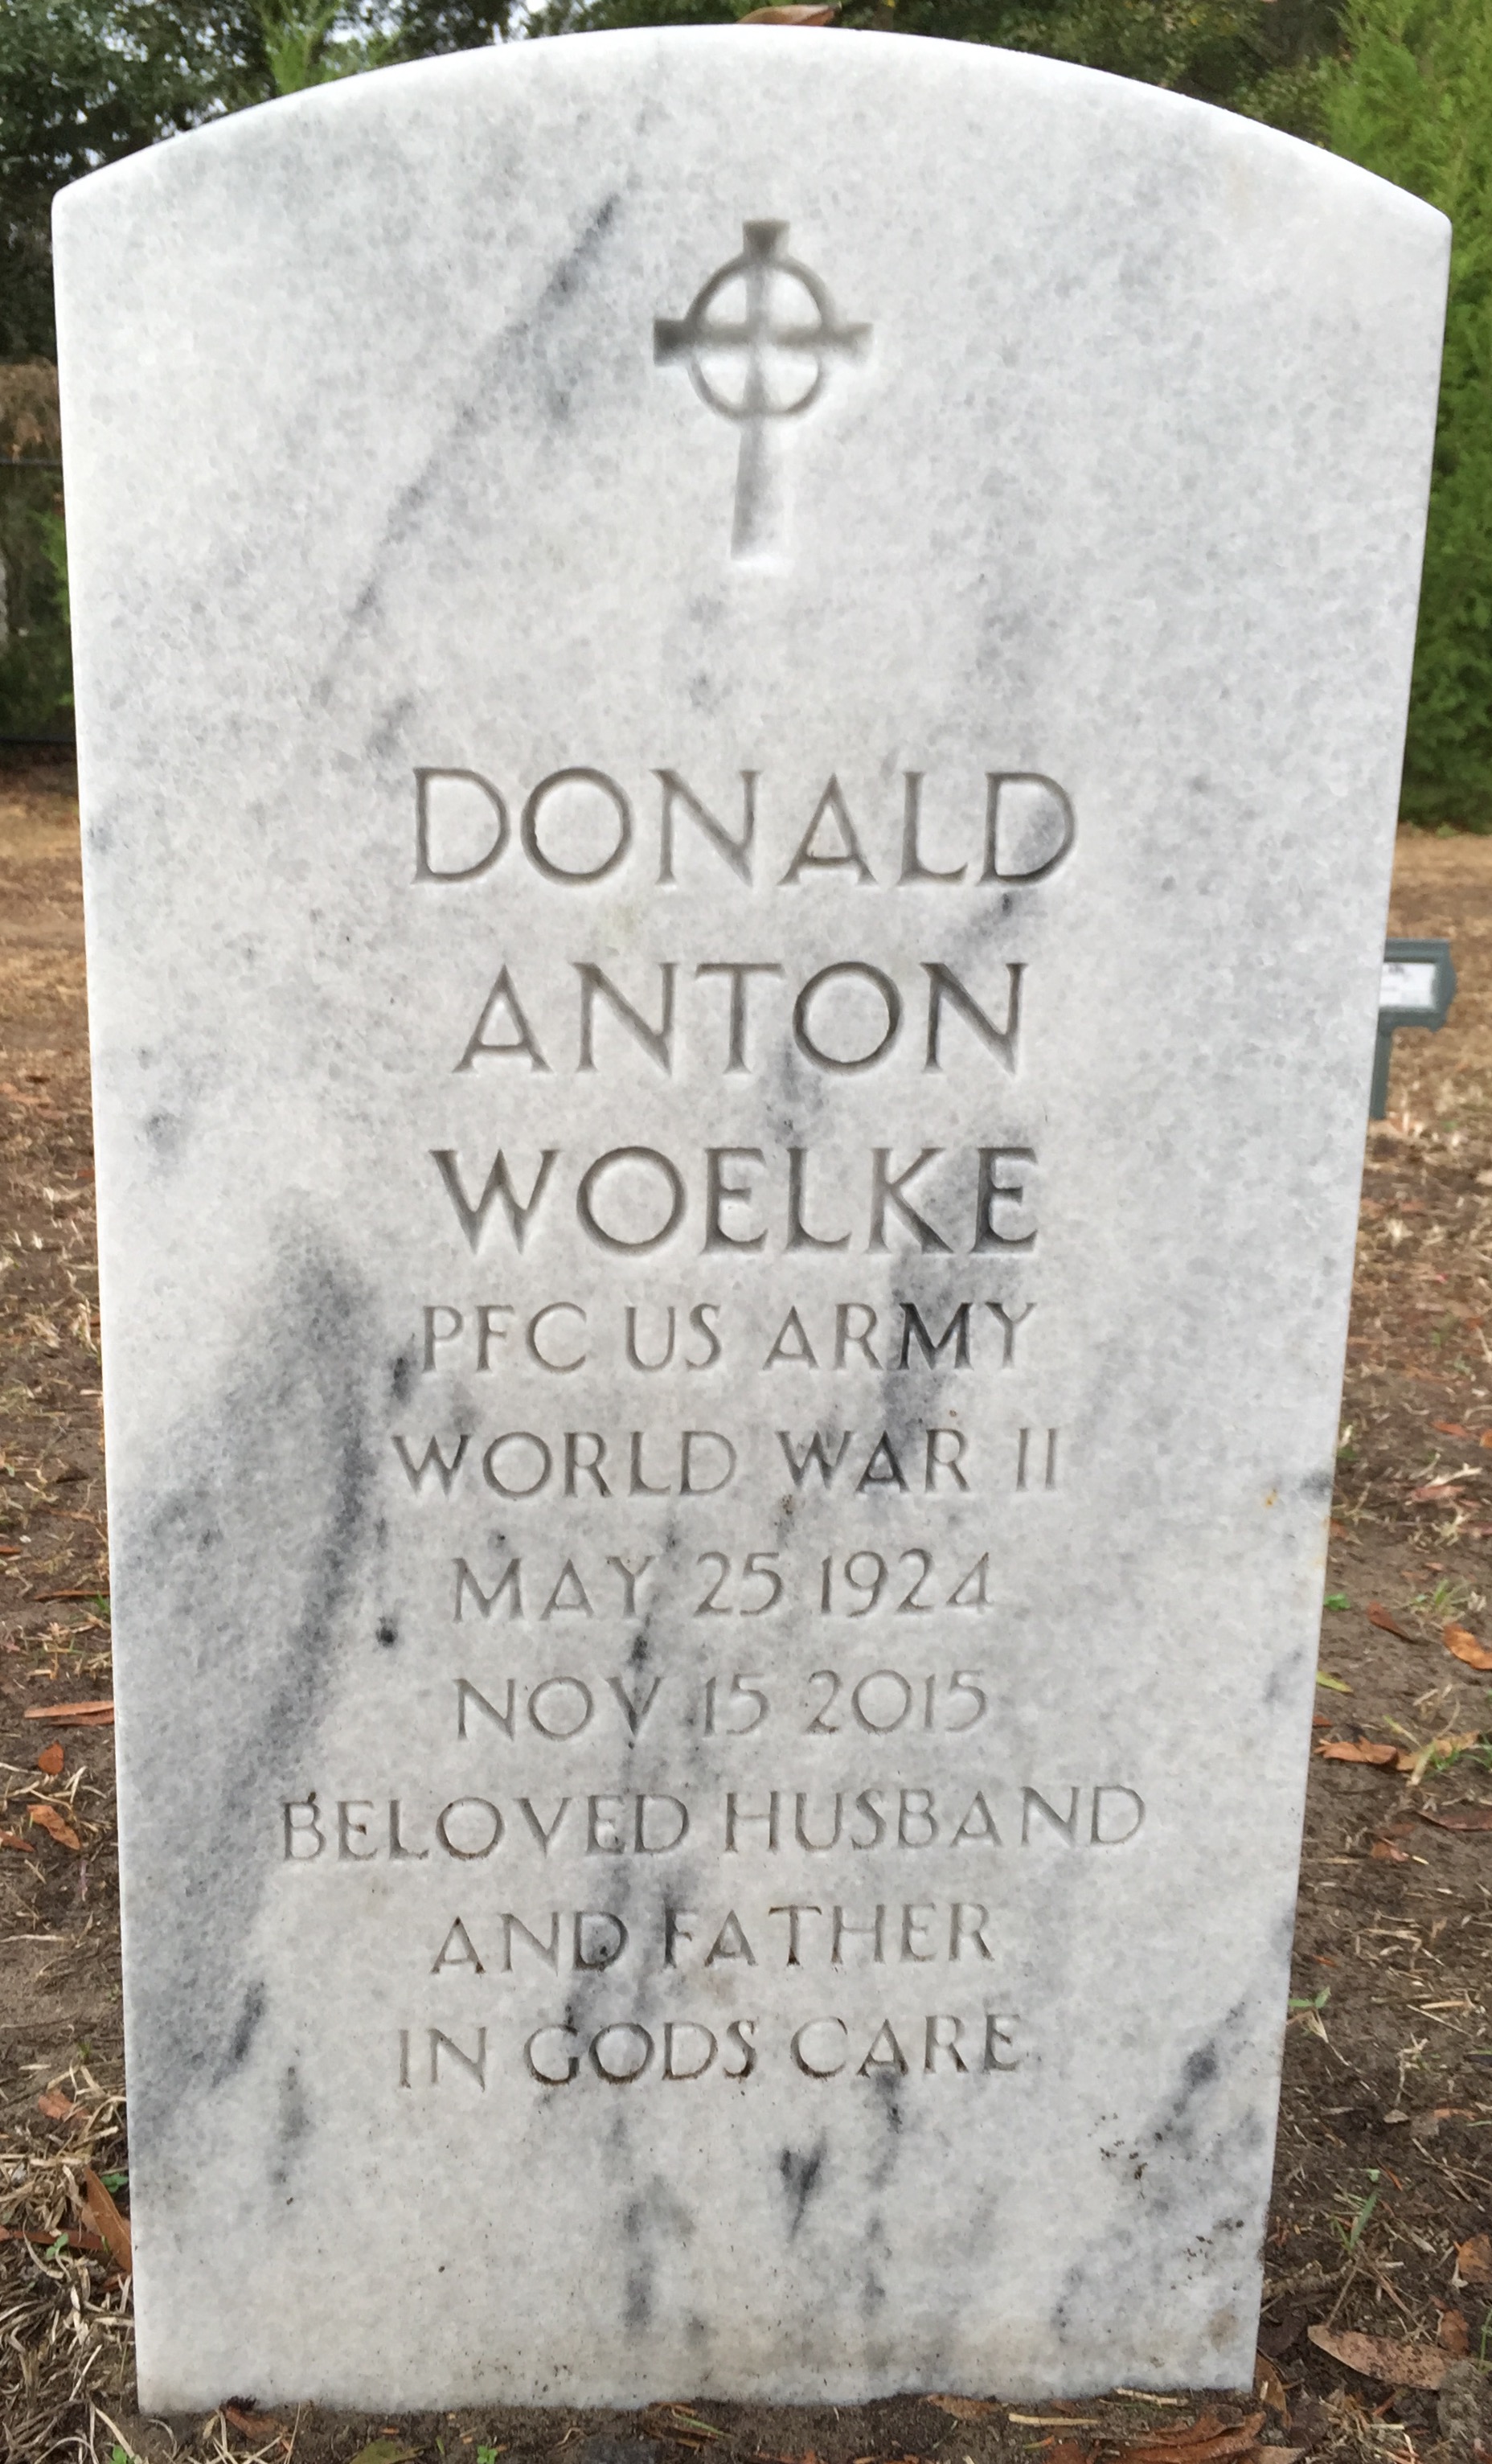 DONALD
ANTON
WOELKE
PFC US ARMY
WORLD WAR II
MAY 25 1924
NOV 15 2015
BELOVED HUSBAND
AND FATHER
IN GODS CARE